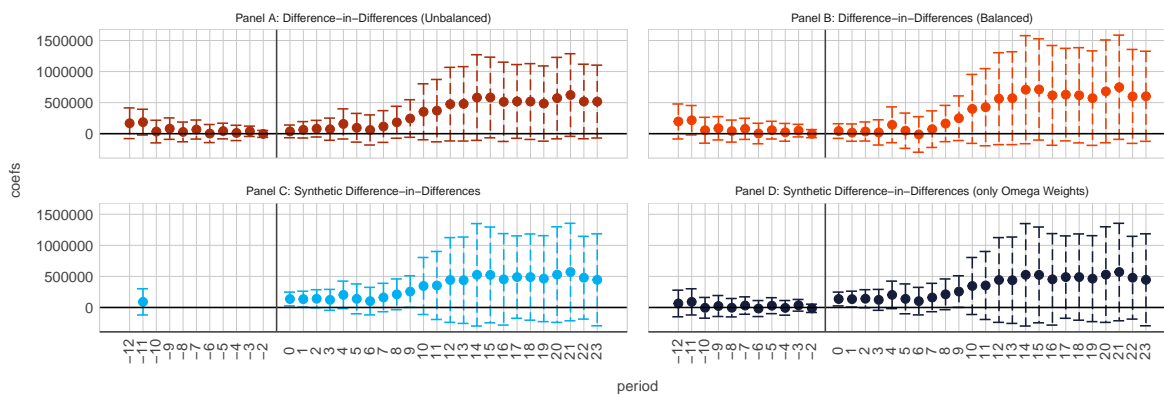 Panel A: Difference−in−Differences (Unbalanced)
Panel B: Difference−in−Differences (Balanced)
1500000
1000000
500000
0
Panel C: Synthetic Difference−in−Differences
Panel D: Synthetic Difference−in−Differences (only Omega Weights)
1500000
1000000
500000
0
coefs
−12 −11 −10 −9 −8 −7 −6 −5 −4 −3 −2 0 1 2 3 4 5 6 7 8 9 10 11 12 13 14 15 16 17 18 19 20 21 22 23
−12 −11 −10 −9 −8 −7 −6 −5 −4 −3 −2 0 1 2 3 4 5 6 7 8 9 10 11 12 13 14 15 16 17 18 19 20 21 22 23
period